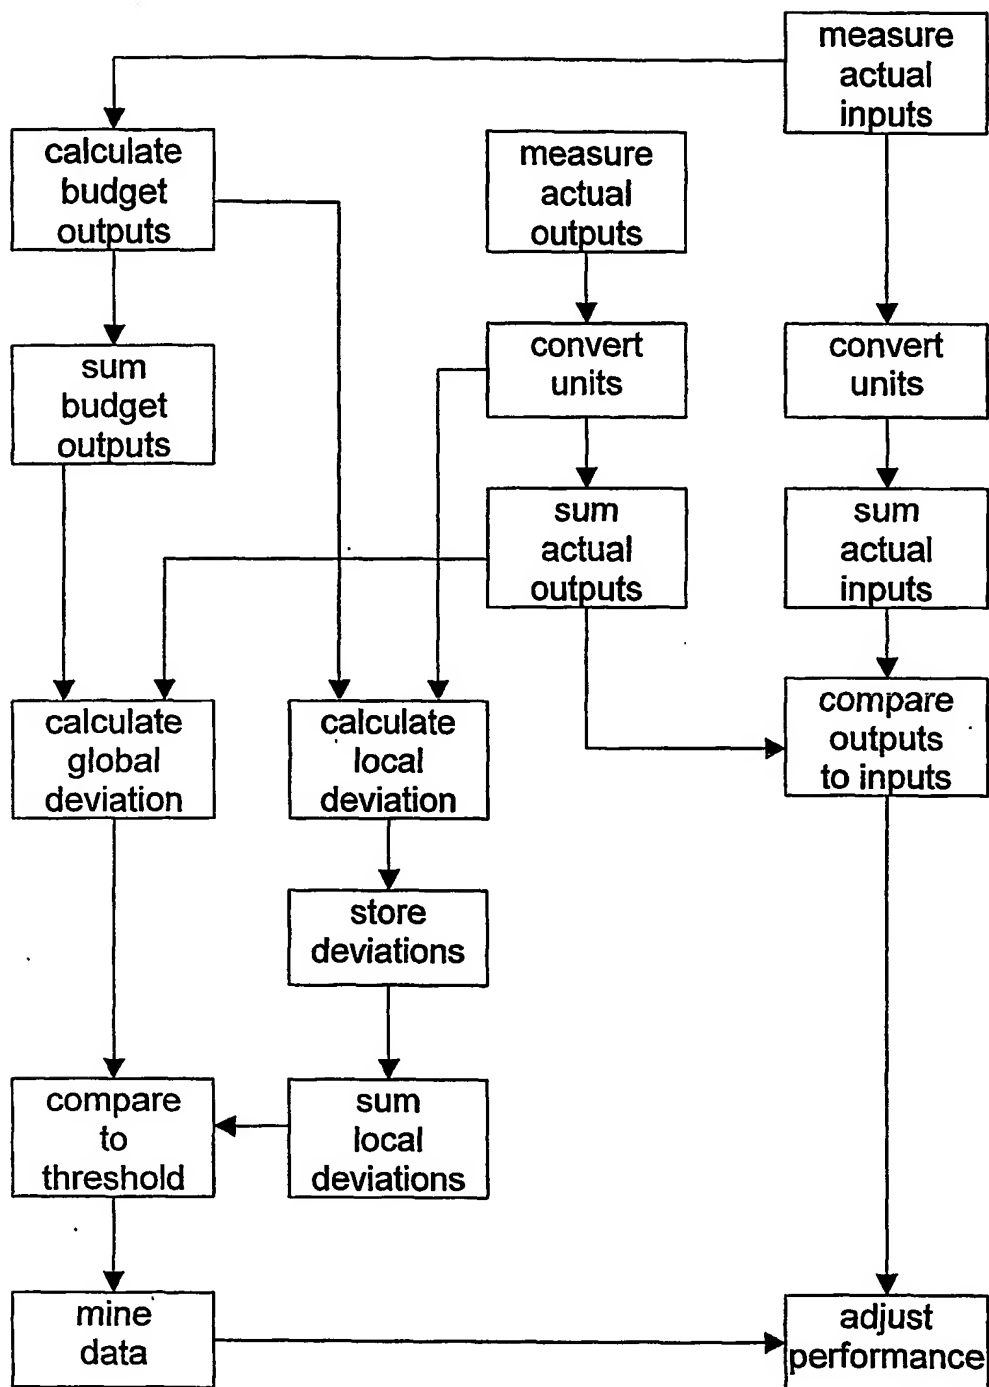 measure
actual
inputs
calculate
budget
outputs
measure
actual
outputs
sum
budget
outputs
convert
units
convert
units
sum
actual
outputs
sum
actual
inputs
calculate
global
deviation
calculate
local
deviation
compare
outputs
to inputs
store
deviations
compare
to
threshold
sum
local
deviations
mine
data
adjust
performance